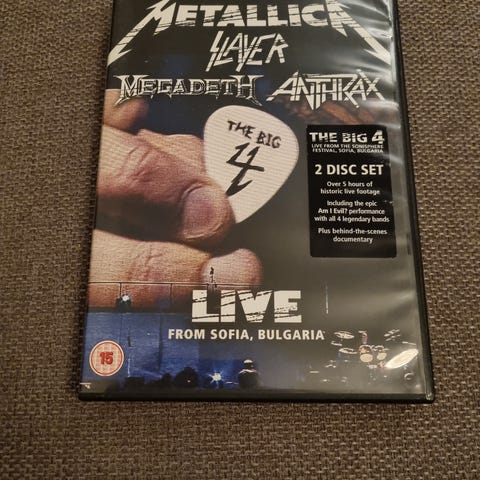 METALLICA
SLAYER
MEGADETH ANTHRAX
THE BIG
4
THE BIG 4
LIVE FROM THE SONISPHERE
FESTIVAL, SOFIA, BULGARIA
2 DISC SET
Over 5 hours of
historic live footage
Including the epic
Am I Evil? performance
with all 4 legendary bands
Plus behind-the-scenes
documentary
LIVE
FROM SOFIA, BULGARIA
15